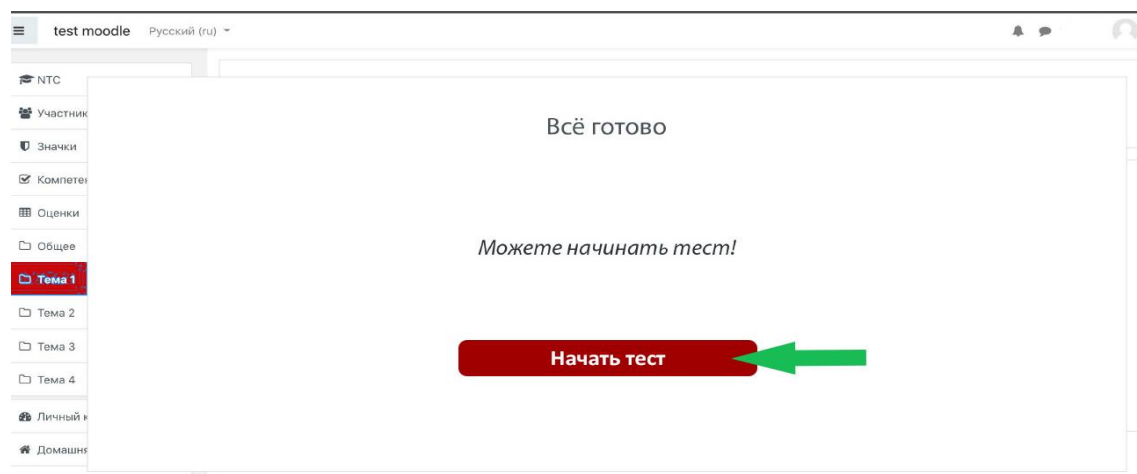 test moodle Русский (ru)
NTC
Участник
Значки
Компетен
Оценки
Общее
Тема 1
Тема 2
Тема 3
Тема 4
Личный к
Домашня
Всё готово
Можете начинать тест!
Начать тест